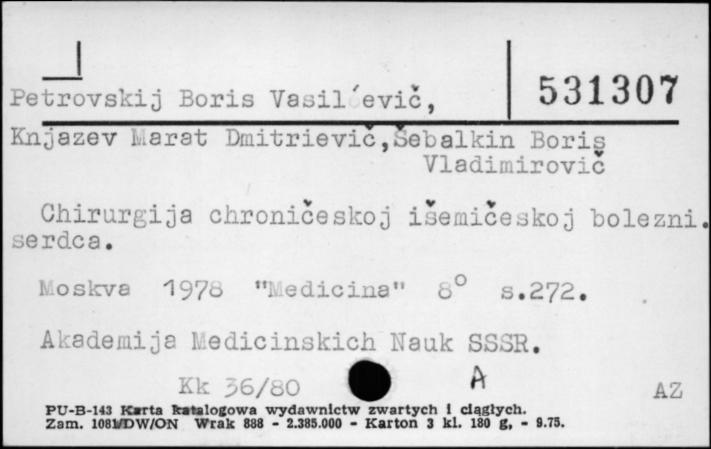 531307
Petrovskij Boris Vasil'evič,
Knjazev Marat Dmitrievič, Šebalkin Boris
Vladimirovič
Chirurgija chroničeskoj išemičeskoj bolezni.
serdca.
Moskva 1978 "Medicina" 8° s.272.
Akademija Medicinskich Nauk SSSR.
Kk 36/80 A AZ
PU-B-143 Karta katalogowa wydawnictw zwartych i ciągłych.
Zam. 1081/DW/ON Wrak 888 - 2.385.000 - Karton 3 kl. 180 g, - 9.75.